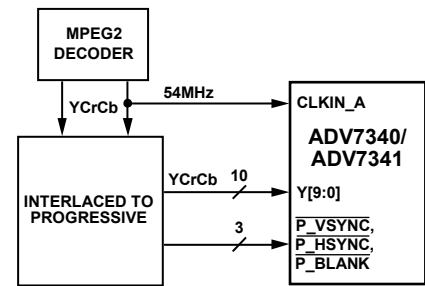 MPEG2
DECODER
YCrCb
54MHz
CLKIN_A
ADV7340/
ADV7341
INTERLACED TO
PROGRESSIVE
YCrCb
10
Y[9:0]
3
P_VSYNC,
P_HSYNC,
P_BLANK